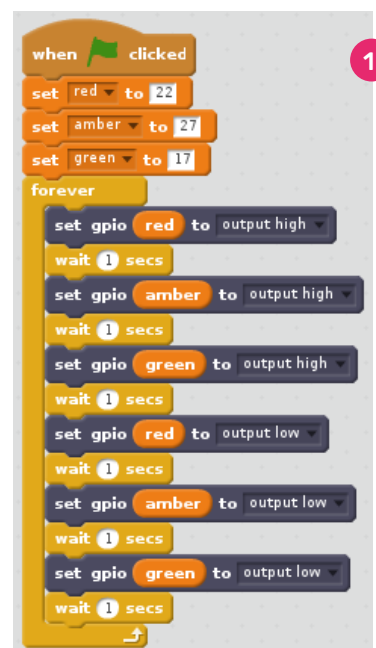 when clicked
1
set red to 22
set amber to 27
set green to 17
forever
set gpio red to output high
wait 1 secs
set gpio amber to output high
wait 1 secs
set gpio green to output high
wait 1 secs
set gpio red to output low
wait 1 secs
set gpio amber to output low
wait 1 secs
set gpio green to output low
wait 1 secs